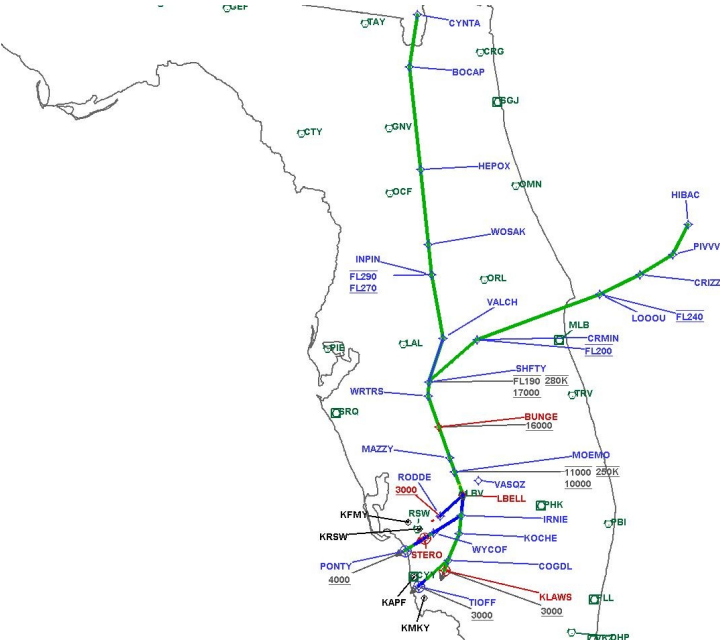 GEF
TAY
CYNTA
CRG
BOCAP
SGJ
GNV
CTY
HEPOX
OMN
OCF
HIBAC
WOSAK
PIVVV
INPIN
FL290
FL270
ORL
CRIZZ
VALCH
LOOOU
FL240
MLB
LAL
PIE
CRMIN
FL200
SHFTY
FL190 280K
17000
WRTRS
TRV
SRQ
BUNGE
16000
MAZZY
MOEMO
11000 250K
10000
RODDE
3000
VASQZ
LBV
LBELL
PHK
KFMY
RSW
IRNIE
PBI
KRSW
KOCHE
STERO
WYCOF
PONTY
4000
COGDL
KAPF
TIOFF
3000
KLAWS
3000
FLL
KMKY
DHP